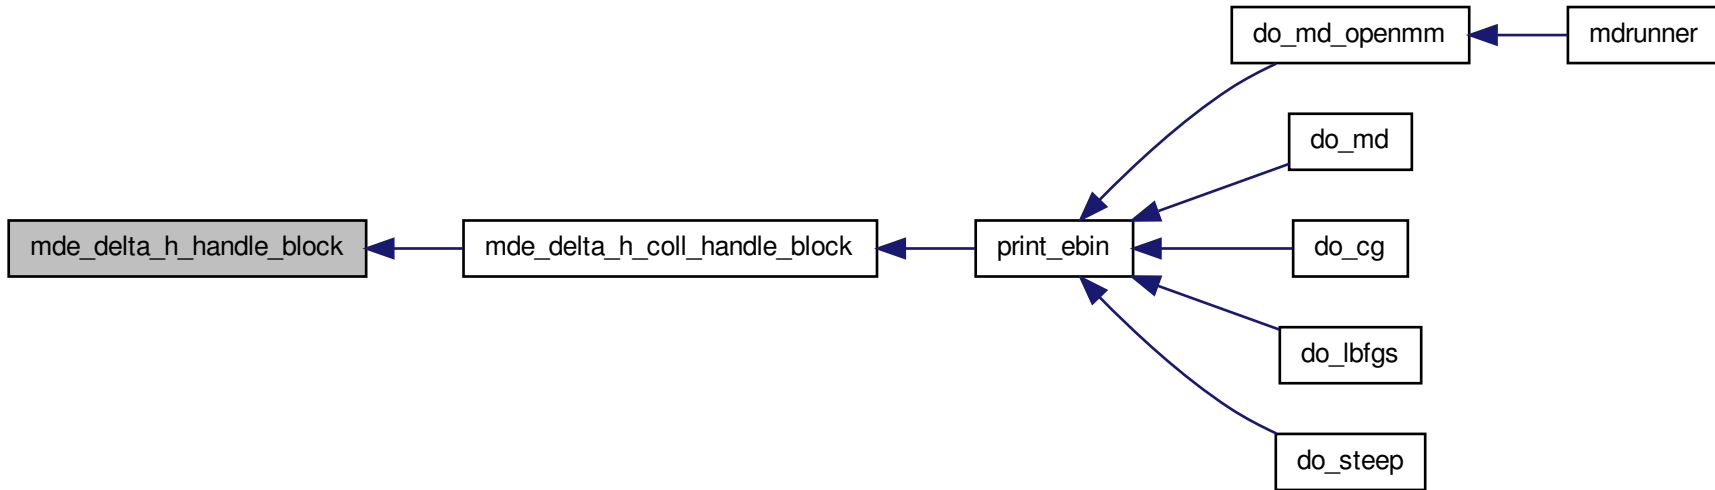 do_md_openmm
mdrunner
do_md
mde_delta_h_handle_block
mde_delta_h_coll_handle_block
print_ebin
do_cg
do_lbfgs
do_steep